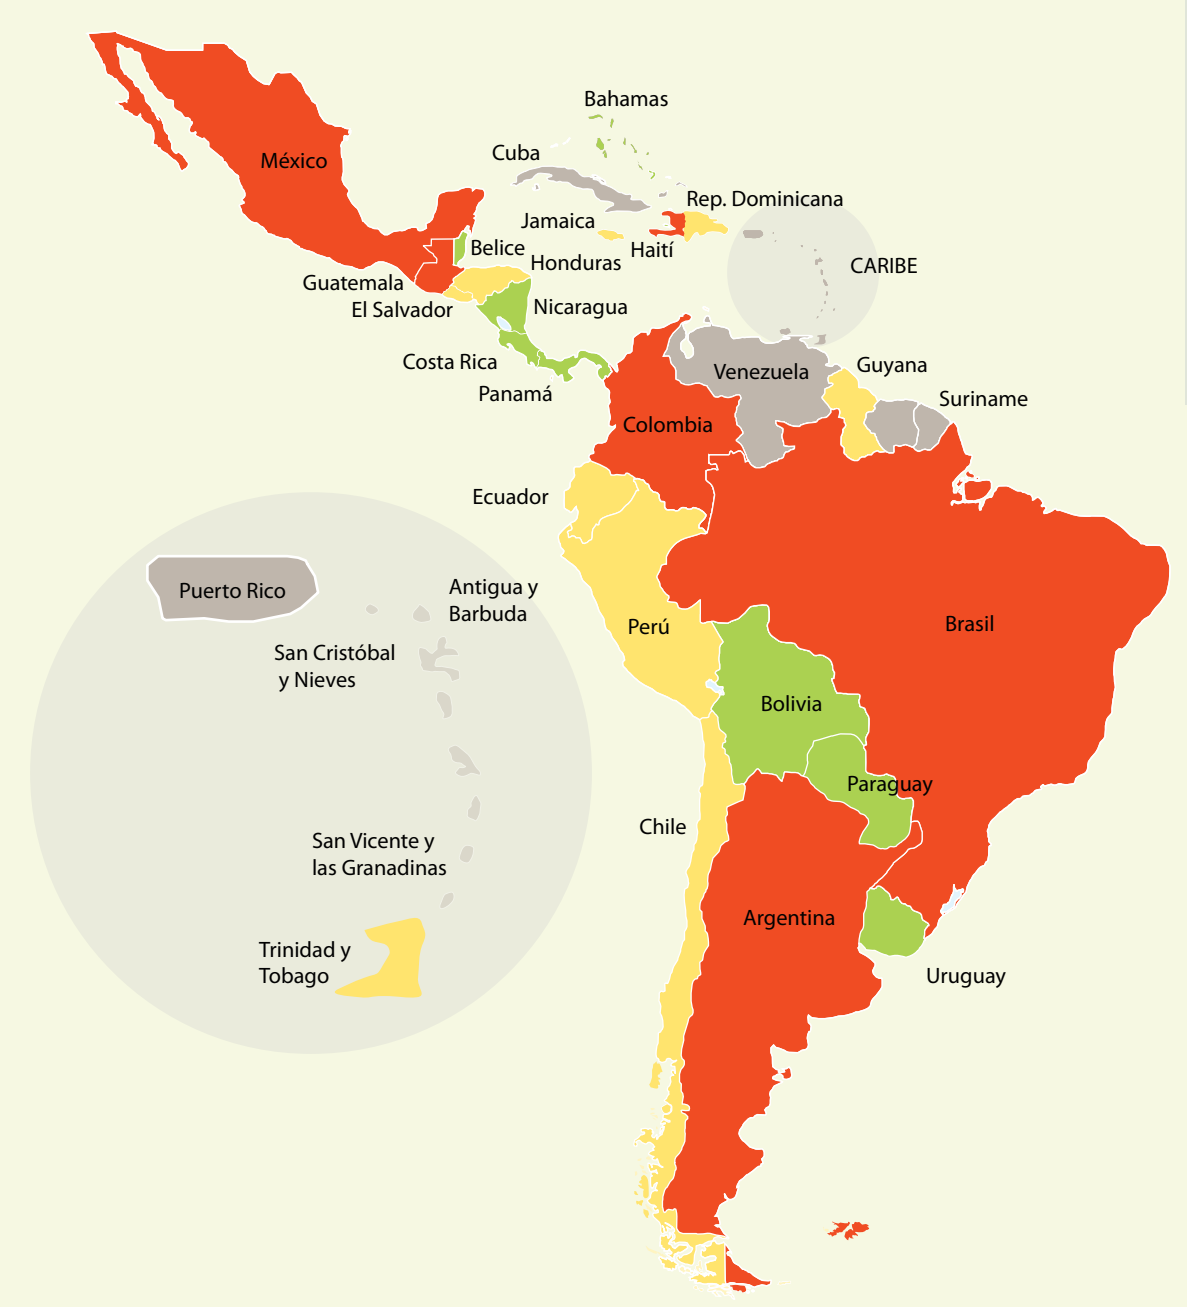 Bahamas
Cuba
México
Rep. Dominicana
Jamaica
Belice
Haití
Honduras
CARIBE
Guatemala
El Salvador
Nicaragua
Costa Rica
Venezuela
Guyana
Panamá
Suriname
Colombia
Ecuador
Puerto Rico
Antigua y
Barbuda
Perú
Brasil
San Cristóbal
y Nieves
Bolivia
Paraguay
Chile
San Vicente y
las Granadinas
Argentina
Trinidad y
Tobago
Uruguay